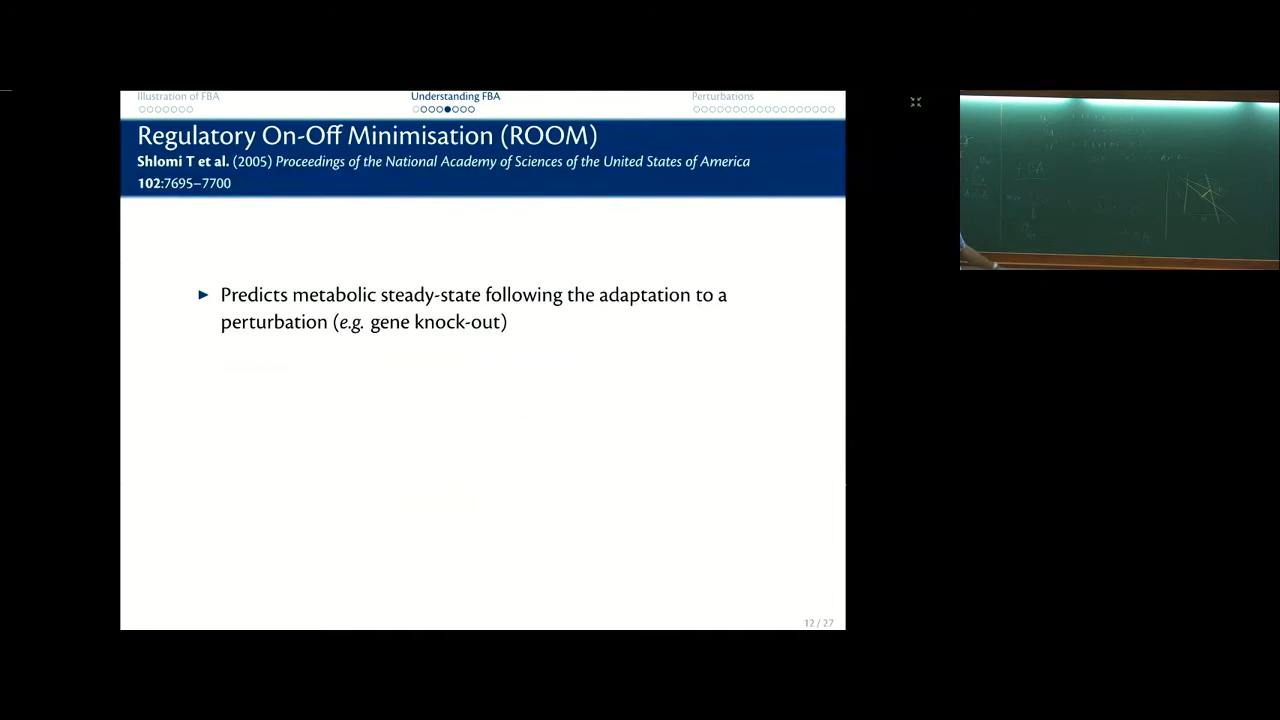 Illustration of FBA
Understanding FBA
Perturbations
Regulatory On-Off Minimisation (ROOM)
Shlomi T et al. (2005) Proceedings of the National Academy of Sciences of the United States of America
102:7695–7700
► Predicts metabolic steady-state following the adaptation to a
perturbation (e.g. gene knock-out)
12 / 27
FBA